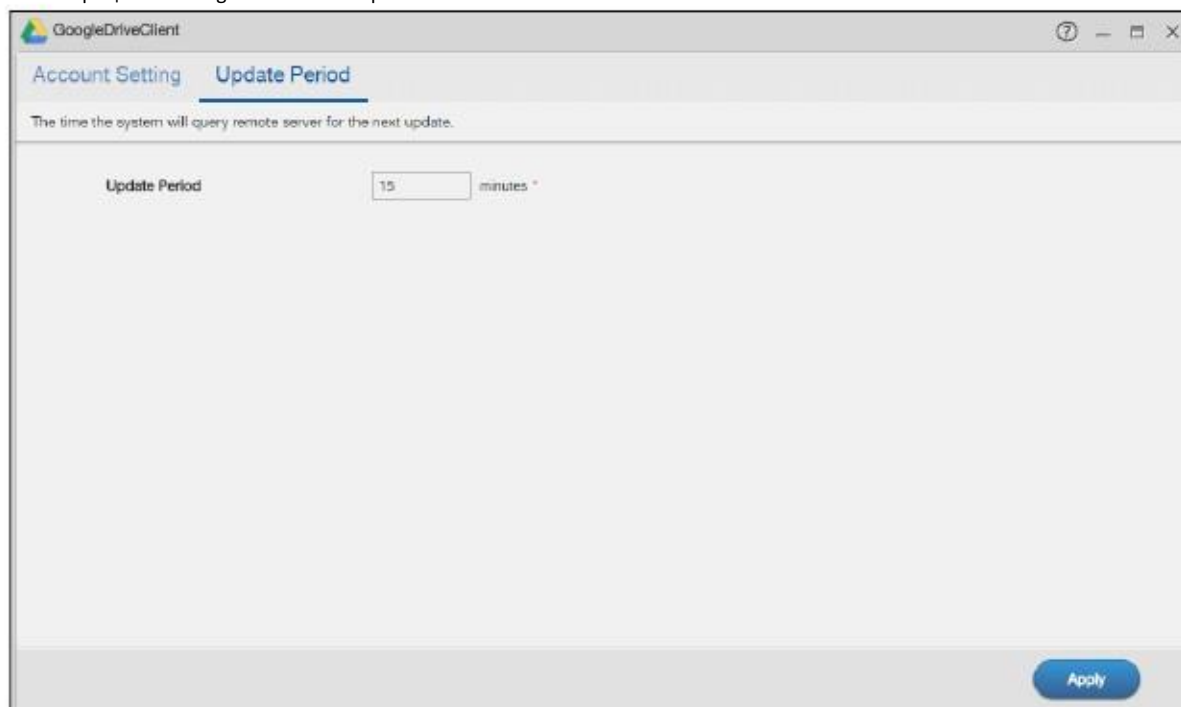 GoogleDriveClient
Account Setting Update Period
The time the system will query remote server for the next update.
Update Period 15 minutes *
Apply